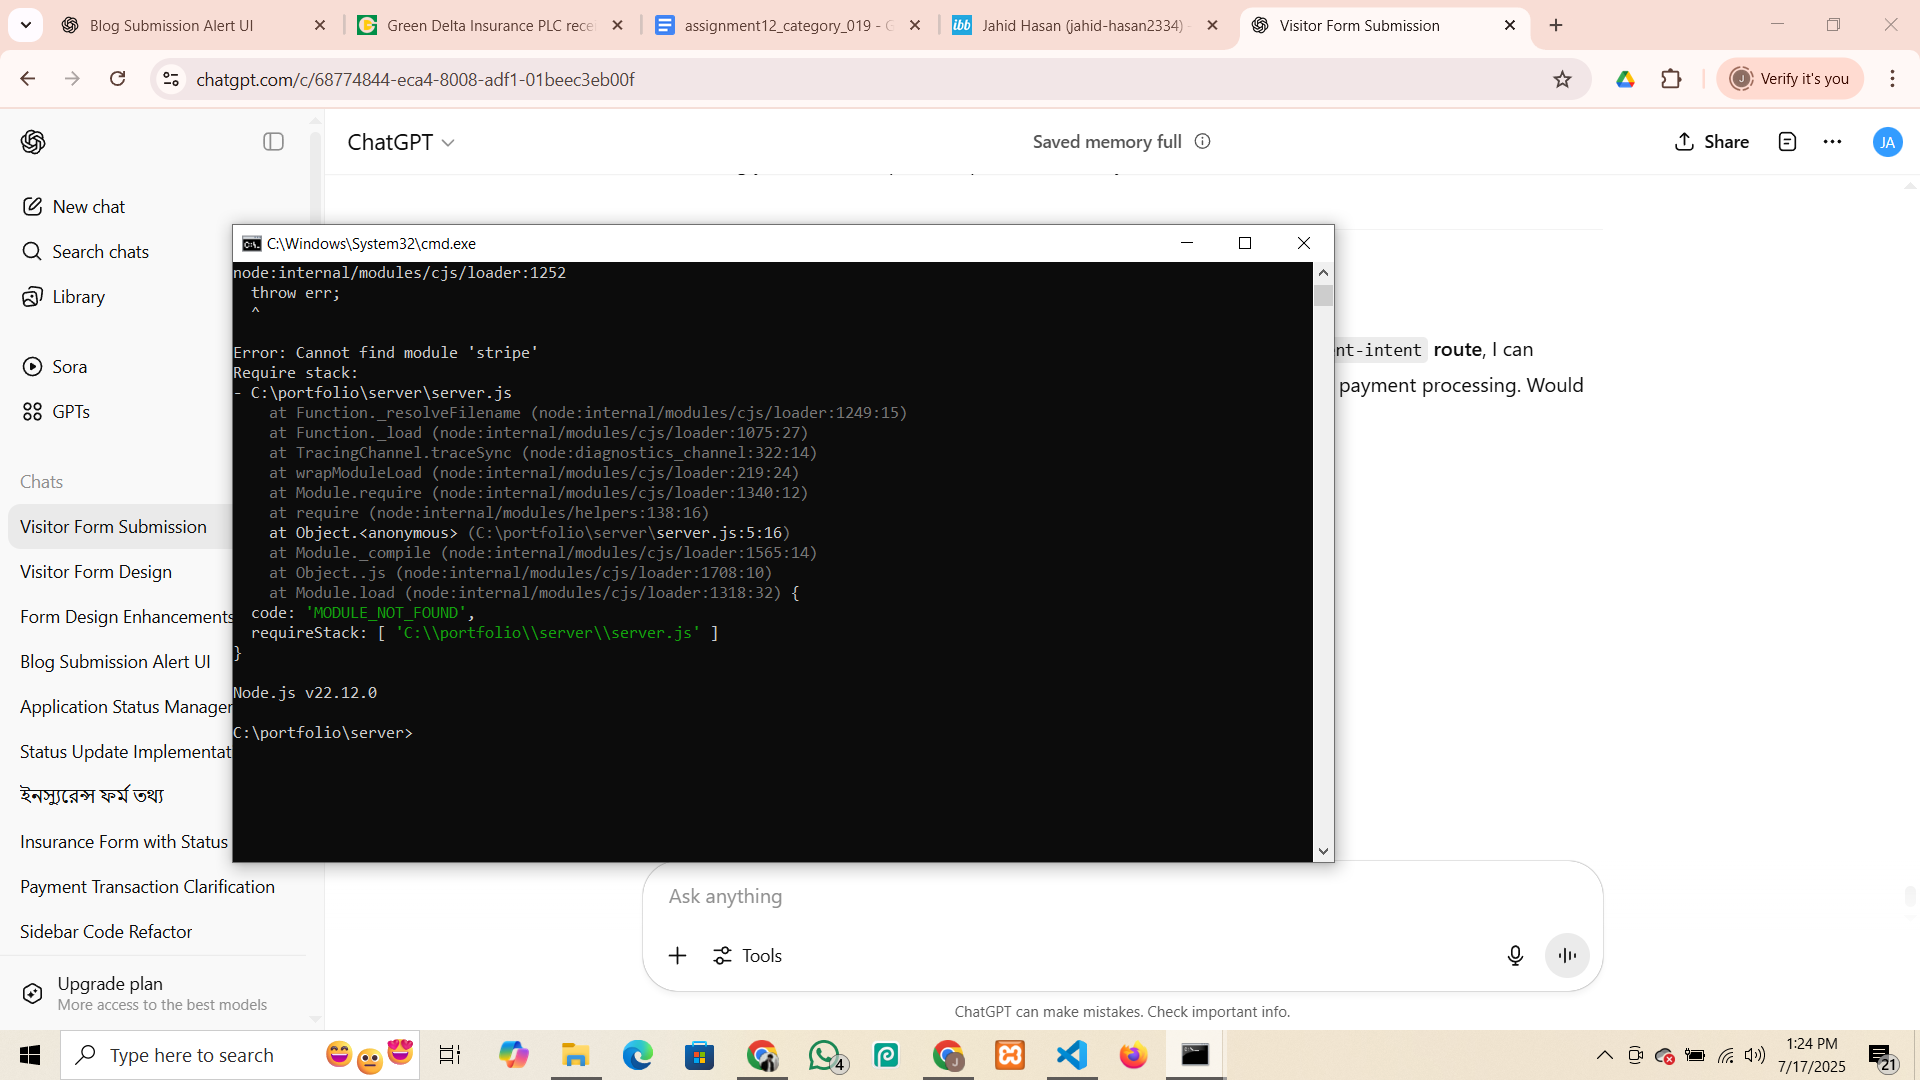 Blog Submission Alert UI
Green Delta Insurance PLC rece
assignment12_category_019 - G
Jahid Hasan (jahid-hasan2334) -
Visitor Form Submission
chatgpt.com/c/68774844-eca4-8008-adf1-01beec3eb00f
J
Verify it's you
ChatGPT
Saved memory full
Share
JA
New chat
Search chats
Library
Sora
GPTs
Chats
Visitor Form Submission
Visitor Form Design
Form Design Enhancements
Blog Submission Alert UI
Application Status Manager
Status Update Implementat
ইনস্যুরেন্স ফর্ম তথ্য
Insurance Form with Status
Payment Transaction Clarification
Sidebar Code Refactor
Upgrade plan
More access to the best models
C:\Windows\System32\cmd.exe
node:internal/modules/cjs/loader:1252
throw err;
^
Error: Cannot find module 'stripe'
Require stack:
- C:\portfolio\server\server.js
at Function._resolveFilename (node:internal/modules/cjs/loader:1249:15)
at Function._load (node:internal/modules/cjs/loader:1075:27)
at TracingChannel.traceSync (node:diagnostics_channel:322:14)
at wrapModuleLoad (node:internal/modules/cjs/loader:219:24)
at Module.require (node:internal/modules/cjs/loader:1340:12)
at require (node:internal/modules/helpers:138:16)
at Object.<anonymous> (C:\portfolio\server\server.js:5:16)
at Module._compile (node:internal/modules/cjs/loader:1565:14)
at Object..js (node:internal/modules/cjs/loader:1708:10)
at Module.load (node:internal/modules/cjs/loader:1318:32) {
code: 'MODULE_NOT_FOUND',
requireStack: [ 'C:\\portfolio\\server\\server.js' ]
}
Node.js v22.12.0
C:\portfolio\server>
nt-intent route, I can
payment processing. Would
Ask anything
Tools
ChatGPT can make mistakes. Check important info.
Type here to search
4
1:24 PM
7/17/2025
21